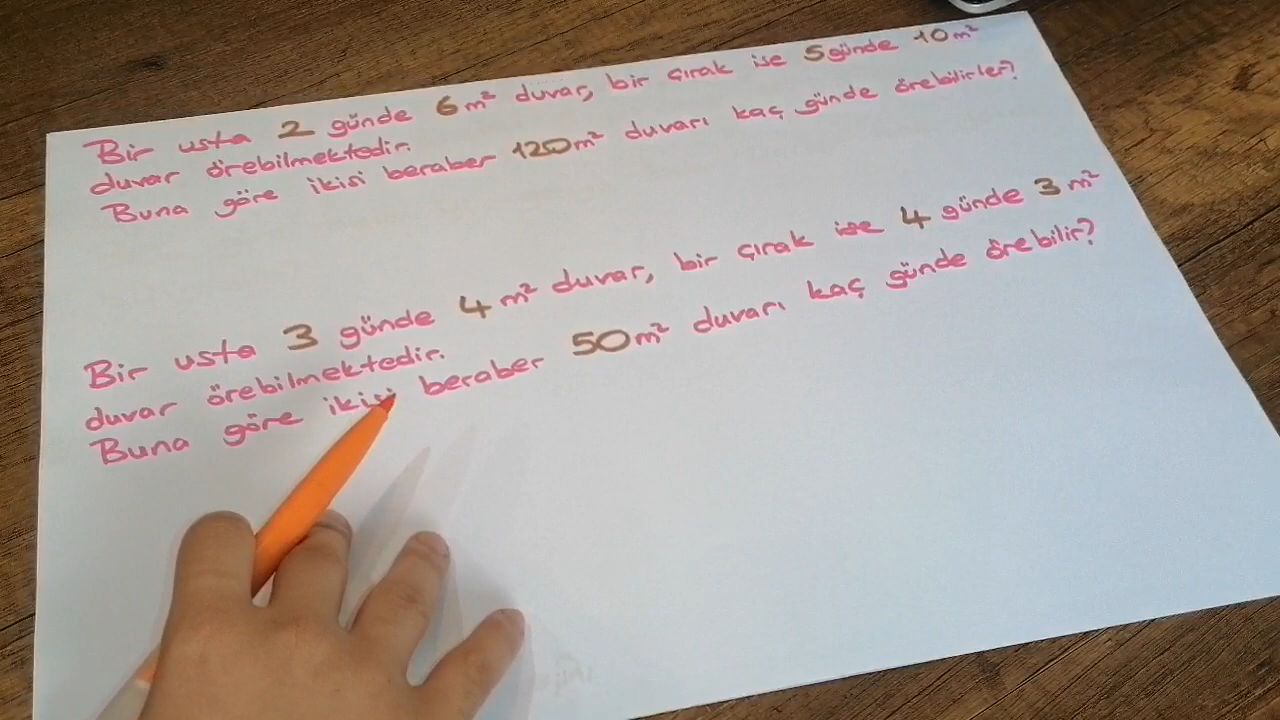 Bir usta 2 günde 6 m² duvar, bir çırak ise 5 günde 10 m²
duvar örebilmektedir.
Buna göre ikisi beraber 120 m² duvarı kaç günde örebilirler?
Bir usta 3 günde 4 m² duvar, bir çırak ise 4 günde 3 m²
duvar örebilmektedir.
Buna göre ikisi beraber 50 m² duvarı kaç günde örebilir?